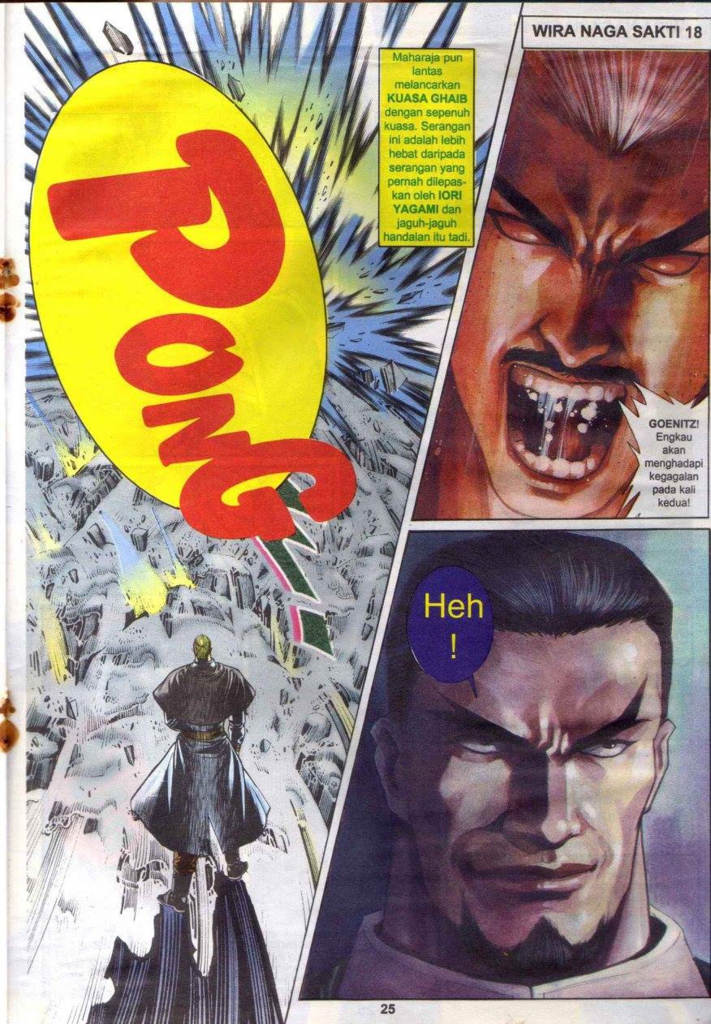 WIRA NAGA SAKTI 18
Maharaja pun
lantas
melancarkan
KUASA GHAIB
dengan sepenuh
kuasa. Serangan
ini adalah lebih
hebat daripada
serangan yang
pernah dilepas-
kan oleh IORI
YAGAMI dan
jaguh-jaguh
handalan itu tadi.
PONG...
GOENITZ!
Engkau
akan
menghadapi
kegagalan
pada kali
kedua!
Heh
!
25